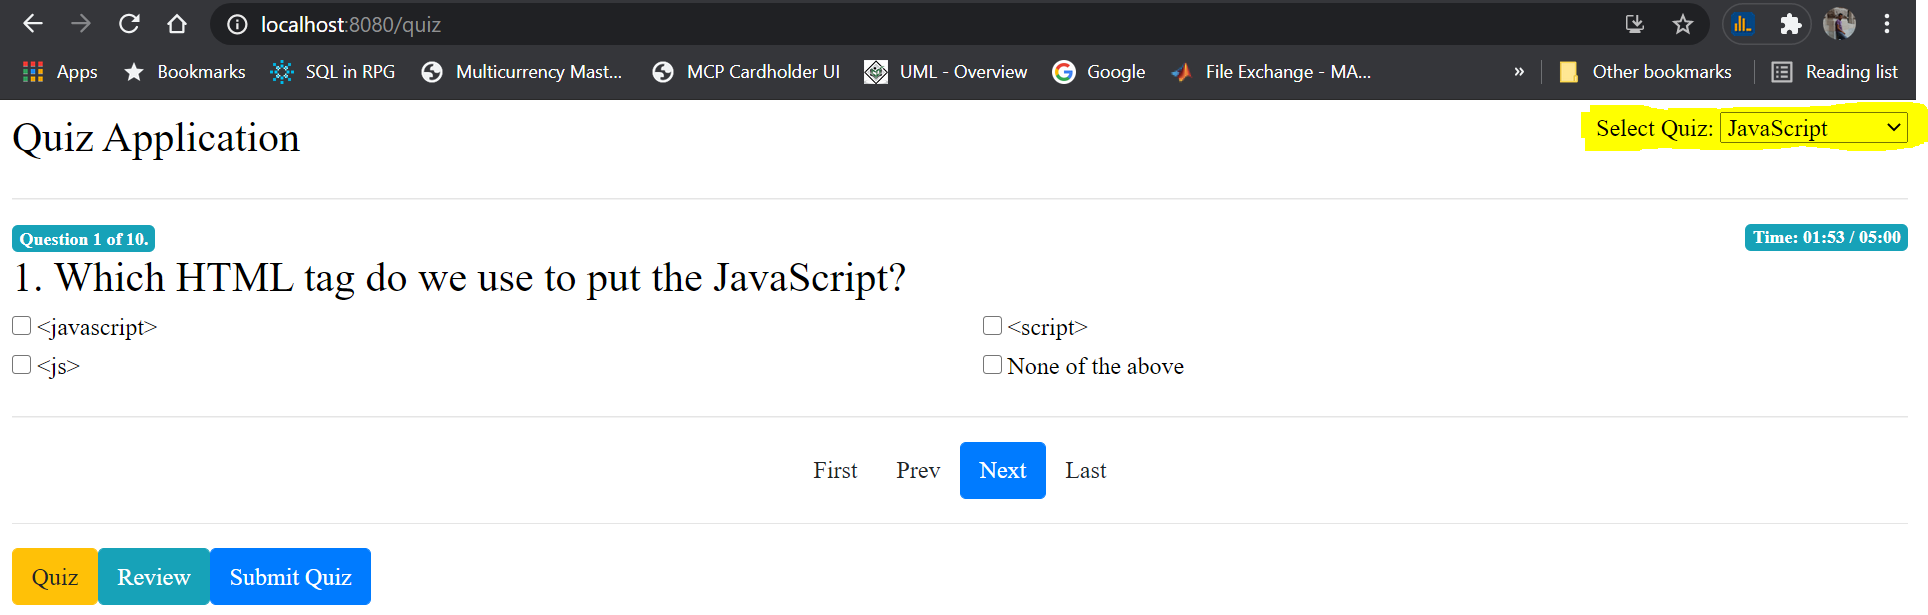 localhost:8080/quiz
Apps Bookmarks SQL in RPG Multicurrency Mast... MCP Cardholder UI UML - Overview Google File Exchange - MA... » Other bookmarks Reading list
Quiz Application
Select Quiz: JavaScript
Question 1 of 10.
Time: 01:53 / 05:00
1. Which HTML tag do we use to put the JavaScript?
<javascript> <script>
<js> None of the above
First Prev Next Last
Quiz Review Submit Quiz